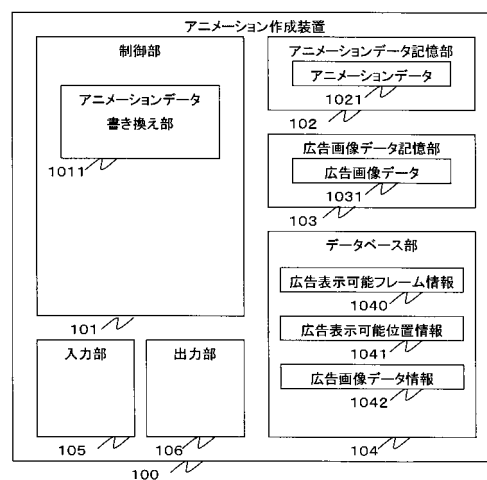 アニメーション作成装置
制御部
アニメーションデータ
書き換え部
1011
101
アニメーションデータ記憶部
アニメーションデータ
1021
102
広告画像データ記憶部
広告画像データ
1031
103
データベース部
広告表示可能フレーム情報
1040
広告表示可能位置情報
1041
広告画像データ情報
1042
104
入力部
105
出力部
106
100